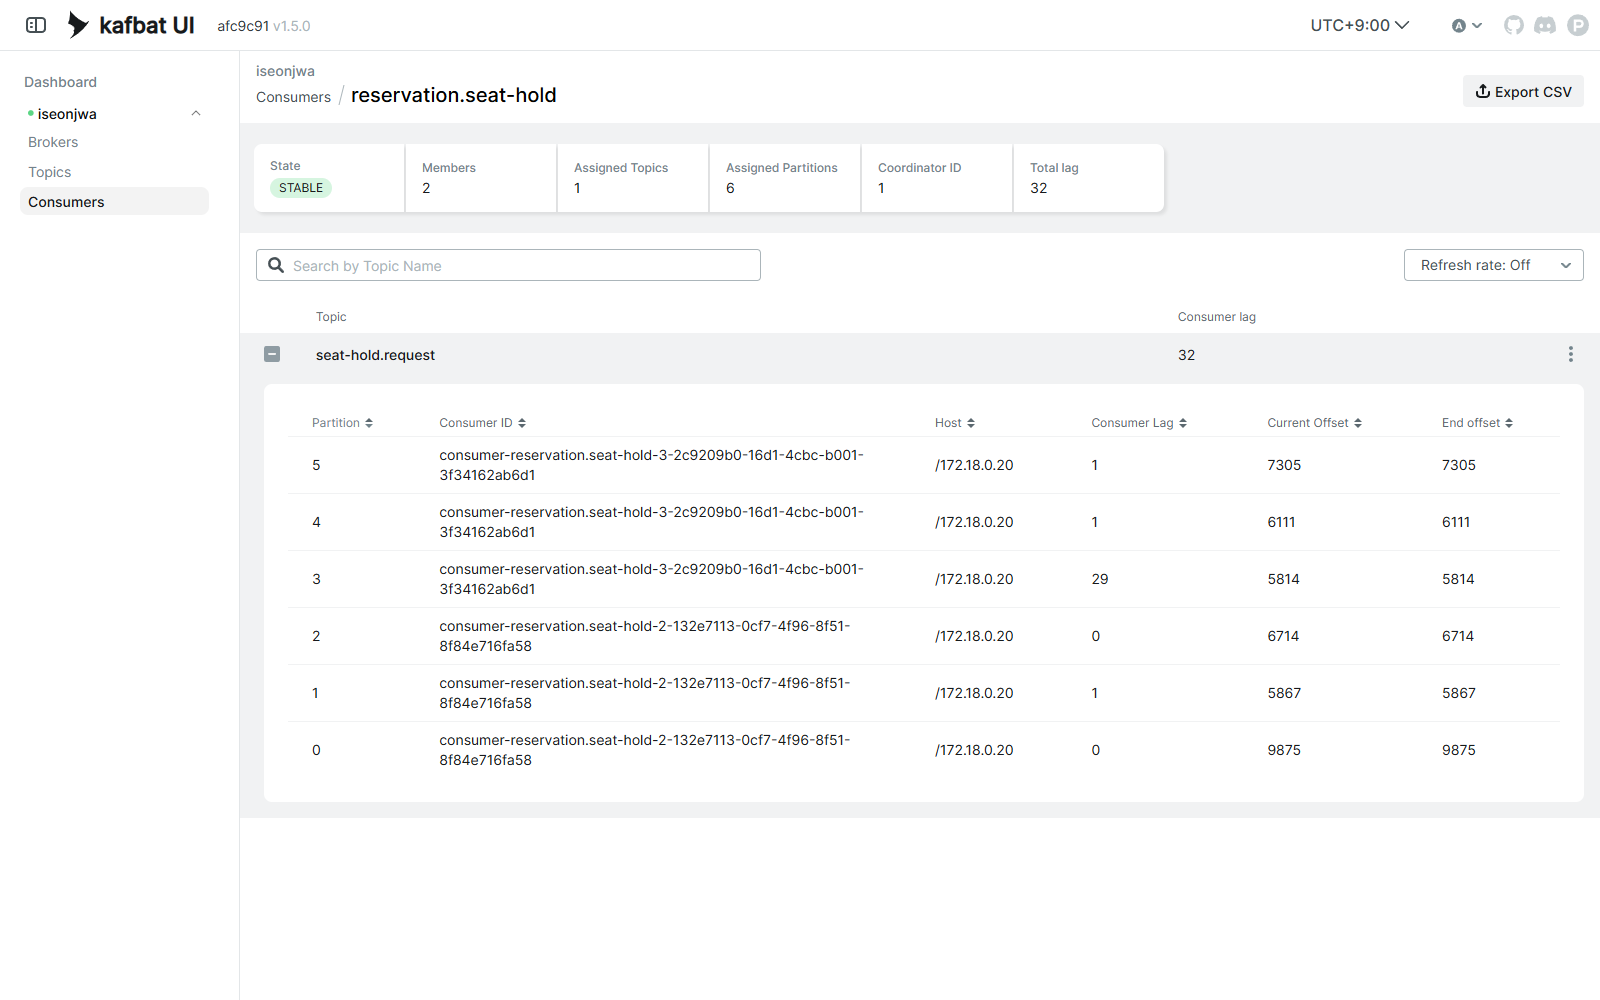 kafbat UI afc9c91 v1.5.0
UTC+9:00
A
P
Dashboard
iseonjwa
Brokers
Topics
Consumers
iseonjwa
Consumers / reservation.seat-hold
Export CSV
State
STABLE
Members
2
Assigned Topics
1
Assigned Partitions
6
Coordinator ID
1
Total lag
32
Search by Topic Name
Refresh rate: Off
Topic Consumer lag
seat-hold.request 32
Partition Consumer ID Host Consumer Lag Current Offset End offset
5 consumer-reservation.seat-hold-3-2c9209b0-16d1-4cbc-b001-
3f34162ab6d1 /172.18.0.20 1 7305 7305
4 consumer-reservation.seat-hold-3-2c9209b0-16d1-4cbc-b001-
3f34162ab6d1 /172.18.0.20 1 6111 6111
3 consumer-reservation.seat-hold-3-2c9209b0-16d1-4cbc-b001-
3f34162ab6d1 /172.18.0.20 29 5814 5814
2 consumer-reservation.seat-hold-2-132e7113-0cf7-4f96-8f51-
8f84e716fa58 /172.18.0.20 0 6714 6714
1 consumer-reservation.seat-hold-2-132e7113-0cf7-4f96-8f51-
8f84e716fa58 /172.18.0.20 1 5867 5867
0 consumer-reservation.seat-hold-2-132e7113-0cf7-4f96-8f51-
8f84e716fa58 /172.18.0.20 0 9875 9875